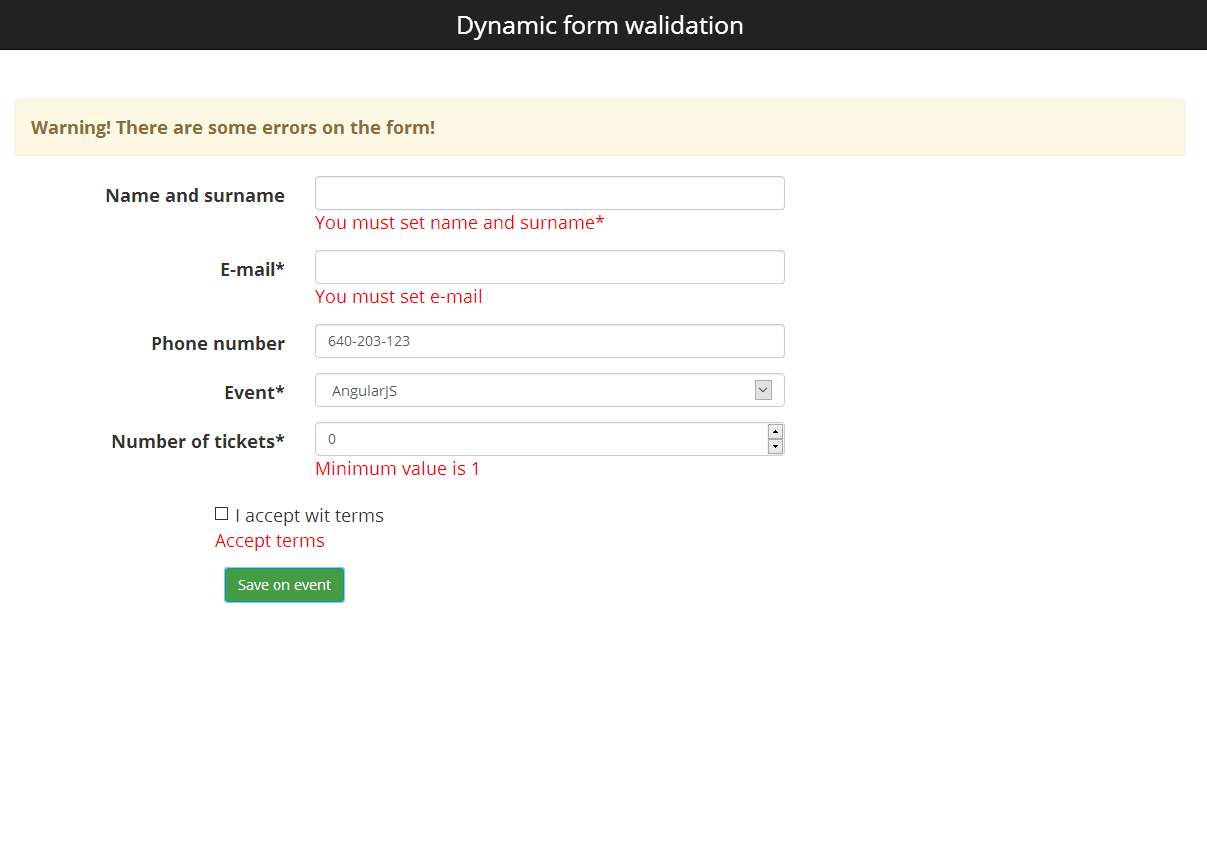 Dynamic form walidation
Warning! There are some errors on the form!
Name and surname
You must set name and surname*
E-mail*
You must set e-mail
Phone number 640-203-123
Event* AngularJS
Number of tickets* 0
Minimum value is 1
I accept wit terms
Accept terms
Save on event